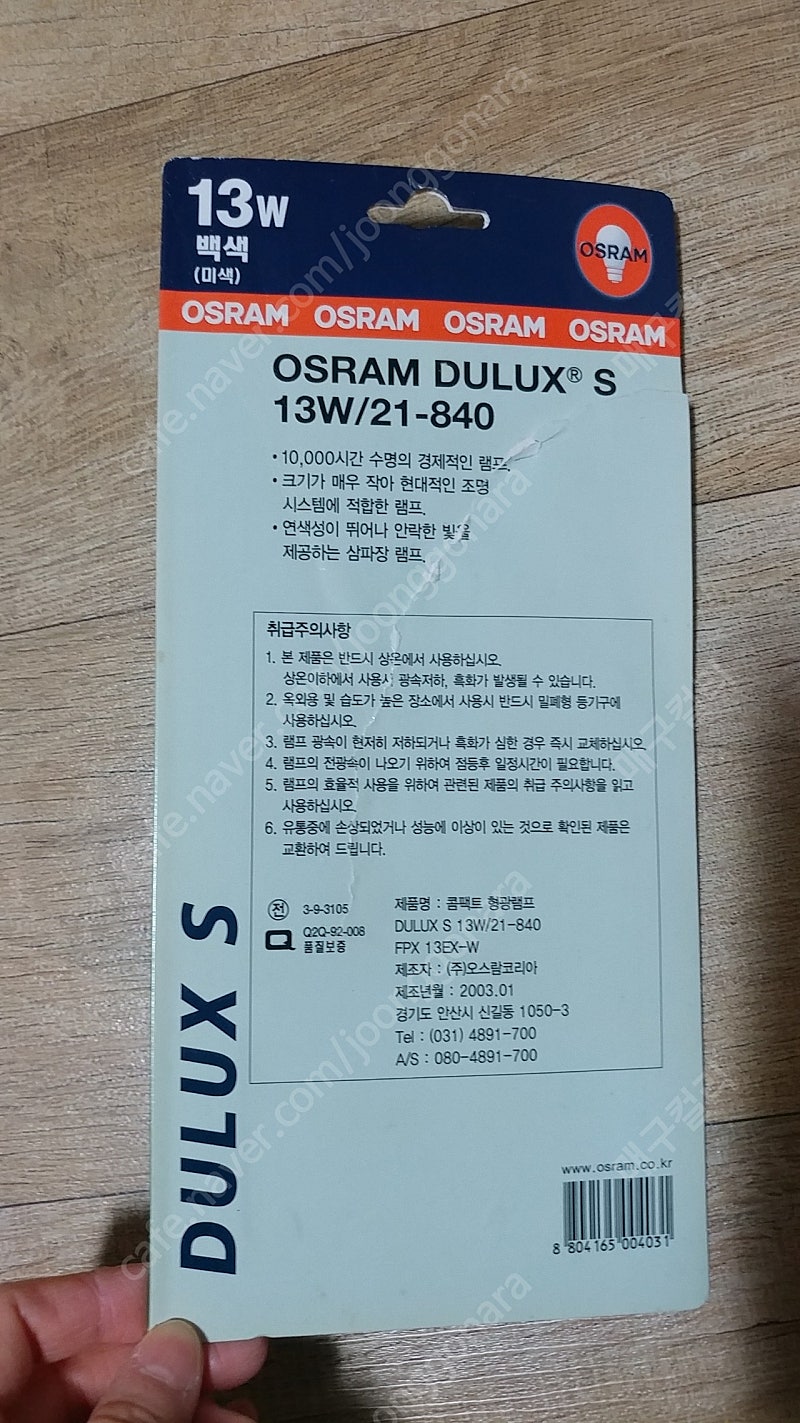 13W
백색
(미색)
OSRAM
OSRAM OSRAM OSRAM OSRAM
OSRAM DULUX® S
13W/21-840
• 10,000시간 수명의 경제적인 램프.
• 크기가 매우 작아 현대적인 조명
시스템에 적합한 램프.
• 연색성이 뛰어나 안락한 빛을
제공하는 삼파장 램프.
취급주의사항
1. 본 제품은 반드시 상온에서 사용하십시오.
상온이하에서 사용시 광속저하, 흑화가 발생될 수 있습니다.
2. 옥외용 및 습도가 높은 장소에서 사용시 반드시 밀폐형 등기구에
사용하십시오.
3. 램프 광속이 현저히 저하되거나 흑화가 심한 경우 즉시 교체하십시오.
4. 램프의 전광속이 나오기 위하여 점등후 일정시간이 필요합니다.
5. 램프의 효율적 사용을 위하여 관련된 제품의 취급 주의사항을 읽고
사용하십시오.
6. 유통중에 손상되었거나 성능에 이상이 있는 것으로 확인된 제품은
교환하여 드립니다.
전 3-9-3105
Q Q2Q-92-008
품질보증
제품명 : 콤팩트 형광램프
DULUX S 13W/21-840
FPX 13EX-W
제조자 : (주)오스람코리아
제조년월 : 2003.01
경기도 안산시 신길동 1050-3
Tel : (031) 4891-700
A/S : 080-4891-700
DULUX S
www.osram.co.kr
8 804165 004031
cafe.naver.com/joonggonara
cafe.naver.com/joonggonara
cafe.naver.com/joonggonara